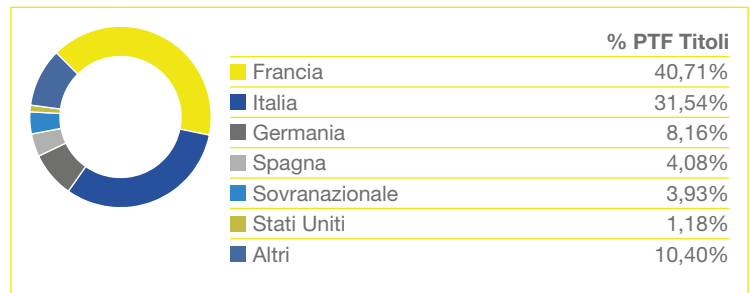 % PTF Titoli
Francia 40,71%
Italia 31,54%
Germania 8,16%
Spagna 4,08%
Sovranazionale 3,93%
Stati Uniti 1,18%
Altri 10,40%